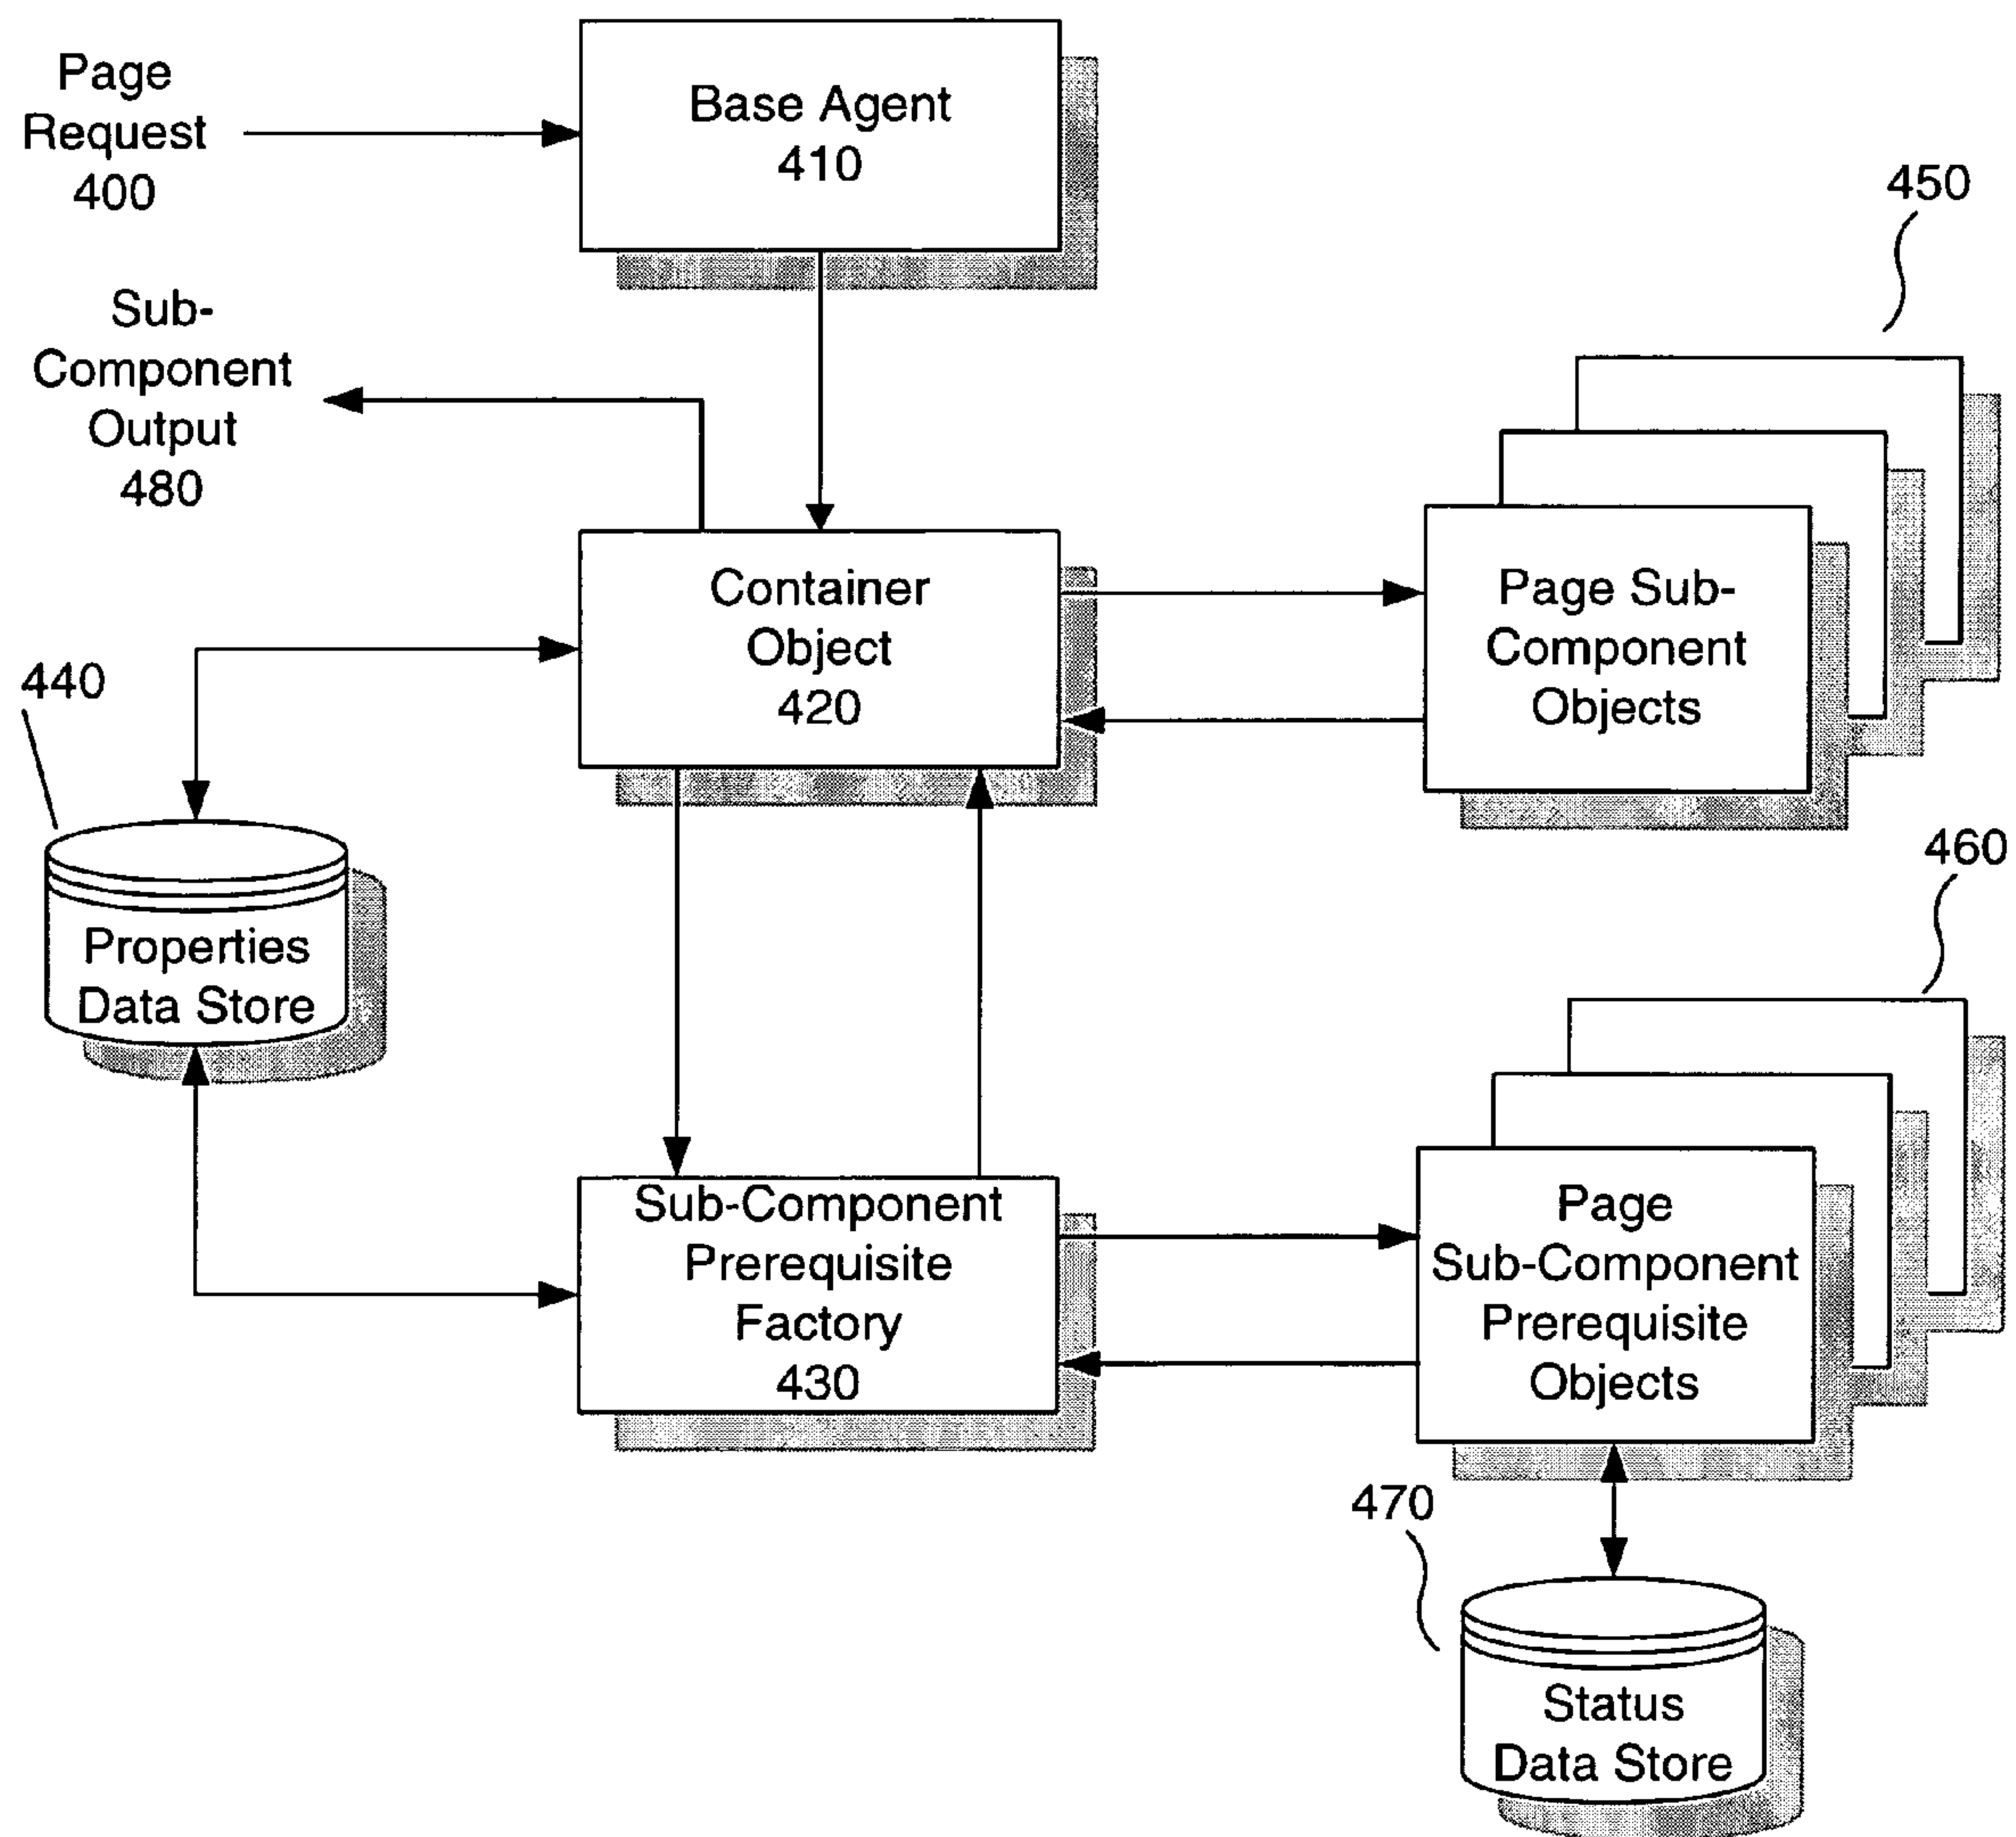 Page
Request
400
Base Agent
410
450
Sub-
Component
Output
480
Container
Object
420
Page Sub-
Component
Objects
440
Properties
Data Store
460
Sub-Component
Prerequisite
Factory
430
Page
Sub-Component
Prerequisite
Objects
470
Status
Data Store